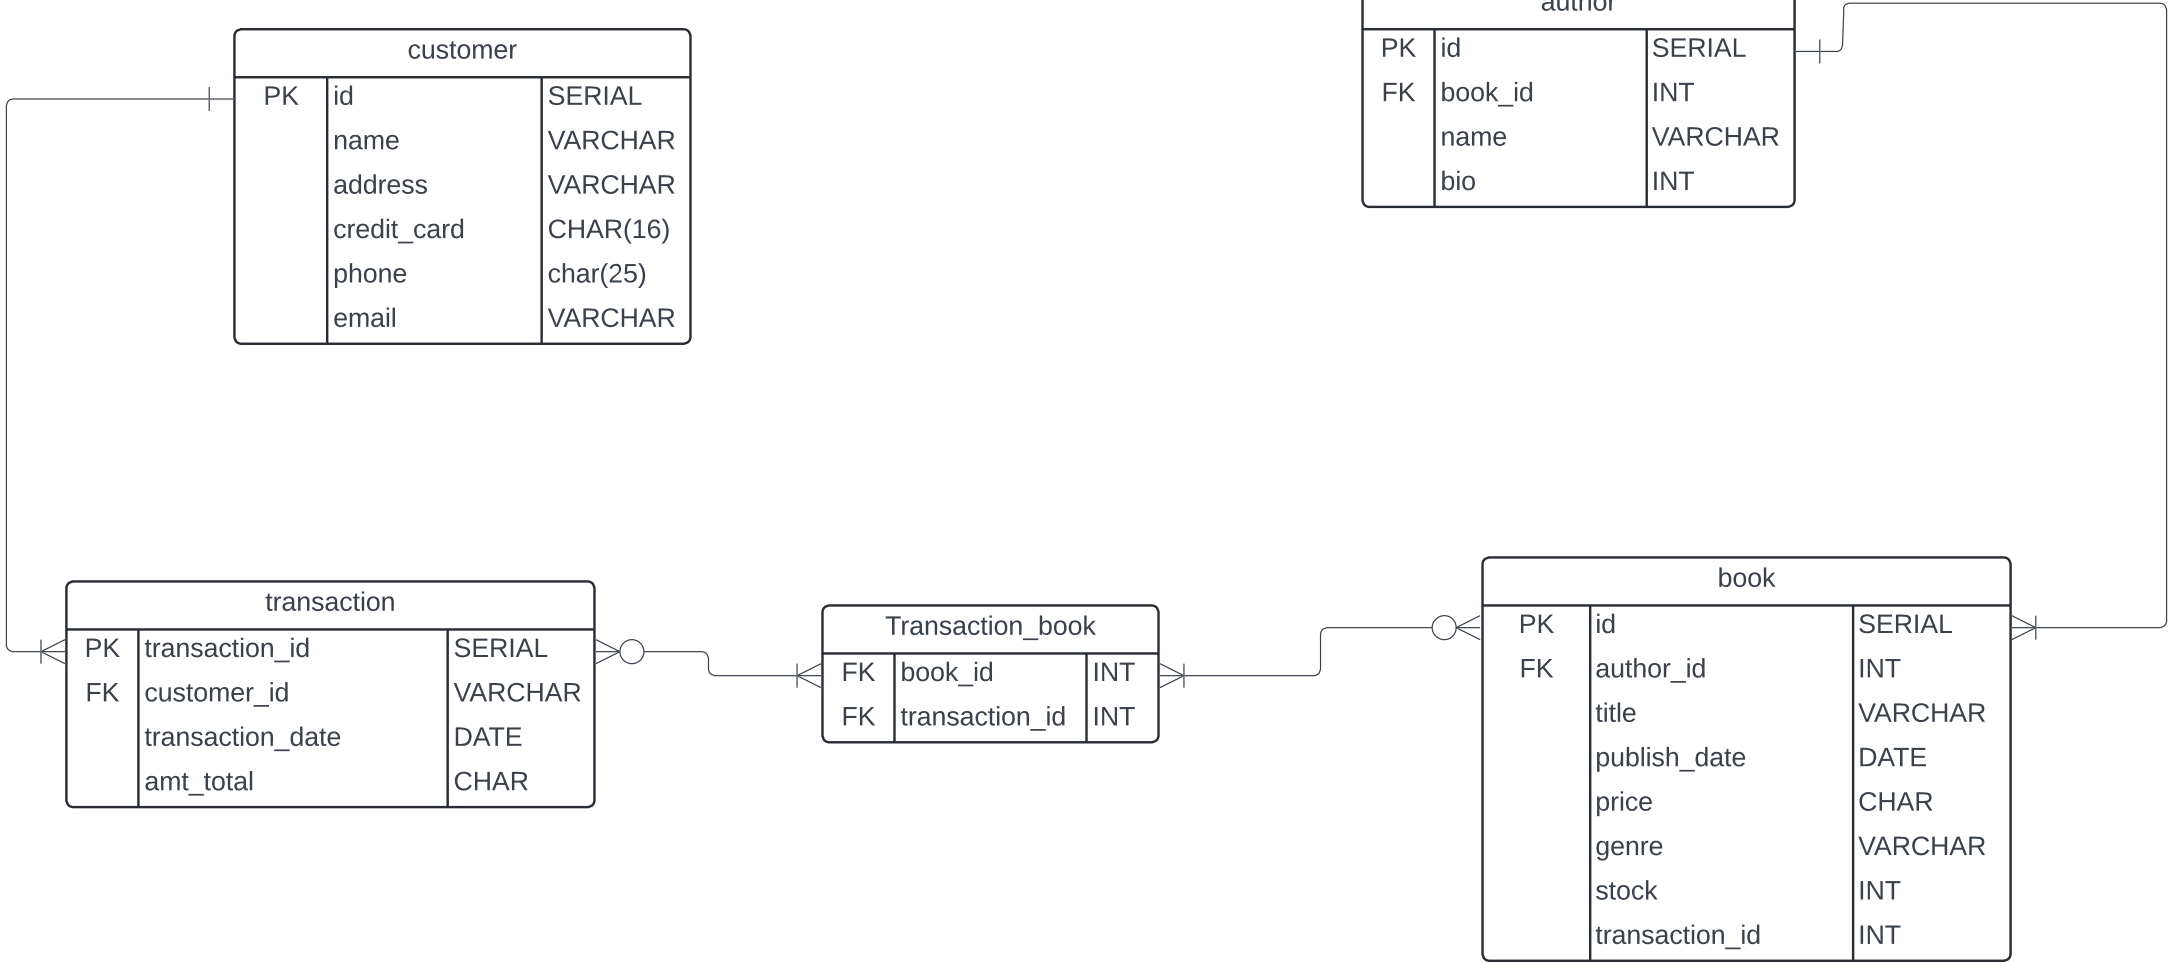 customer
PK id SERIAL
name VARCHAR
address VARCHAR
credit_card CHAR(16)
phone char(25)
email VARCHAR
author
PK id SERIAL
FK book_id INT
name VARCHAR
bio INT
transaction
PK transaction_id SERIAL
FK customer_id VARCHAR
transaction_date DATE
amt_total CHAR
Transaction_book
FK book_id INT
FK transaction_id INT
book
PK id SERIAL
FK author_id INT
title VARCHAR
publish_date DATE
price CHAR
genre VARCHAR
stock INT
transaction_id INT